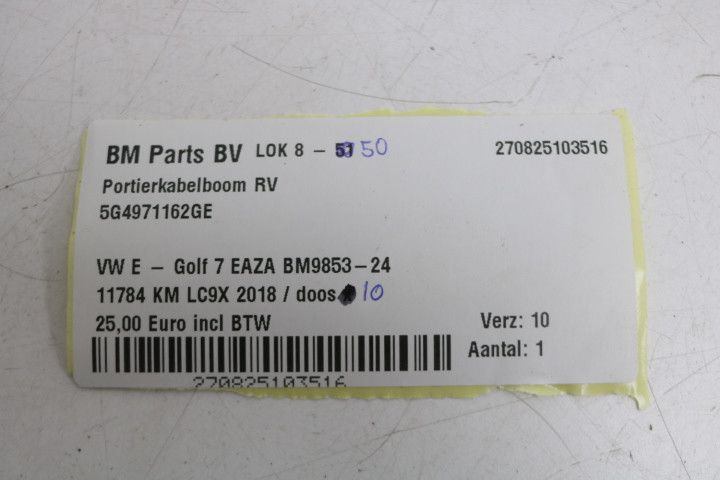 BM Parts BV LOK 8 - 50 270825103516
Portierkabelboom RV
5G4971162GE
VW E - Golf 7 EAZA BM9853-24
11784 KM LC9X 2018 / doos 10
25,00 Euro incl BTW Verz: 10
Aantal: 1
270825103516